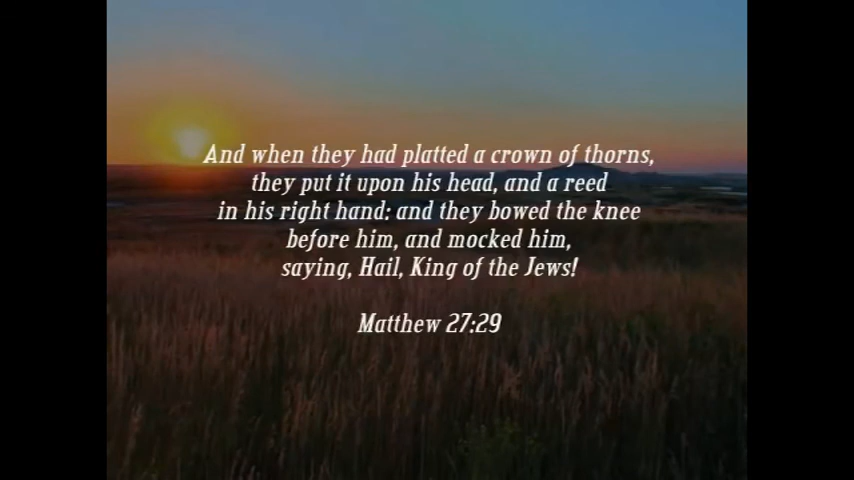 And when they had platted a crown of thorns,
they put it upon his head, and a reed
in his right hand: and they bowed the knee
before him, and mocked him,
saying, Hail, King of the Jews!
Matthew 27:29